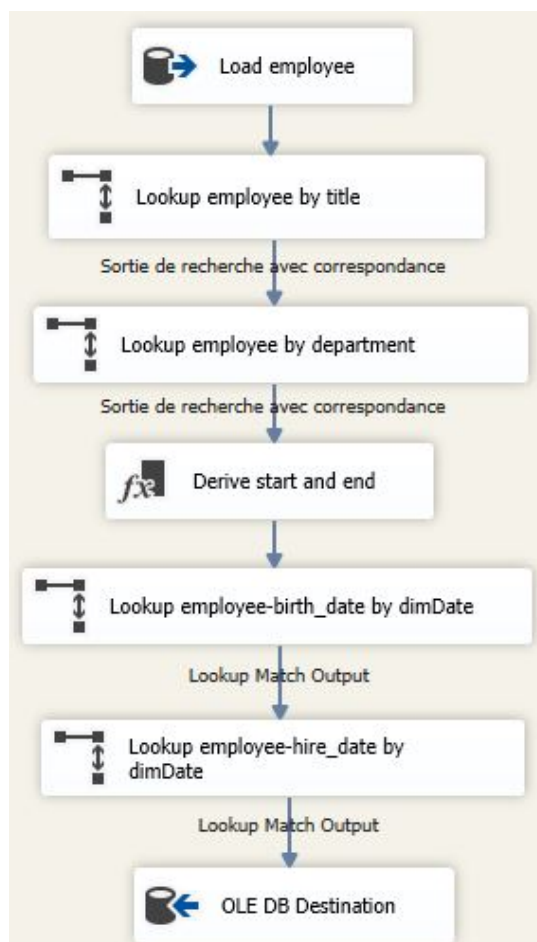 Load employee
Lookup employee by title
Sortie de recherche avec correspondance
Lookup employee by department
Sortie de recherche avec correspondance
Derive start and end
Lookup employee-birth_date by dimDate
Lookup Match Output
Lookup employee-hire_date by
dimDate
Lookup Match Output
OLE DB Destination